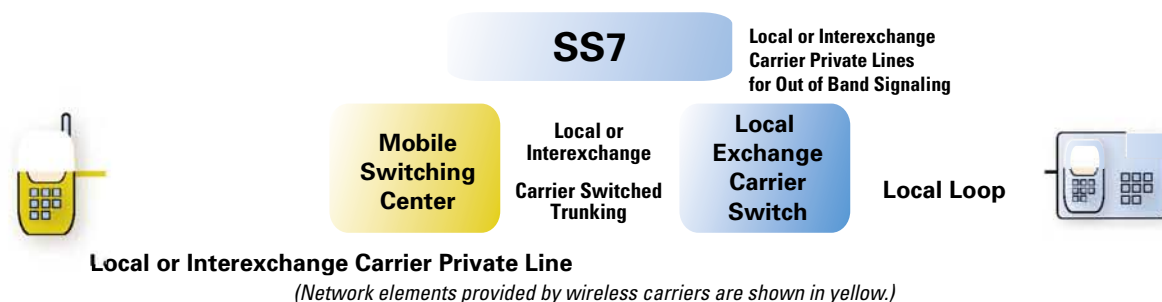 SS7
Local or Interexchange
Carrier Private Lines
for Out of Band Signaling
Mobile
Switching
Center
Local or
Interexchange
Carrier Switched
Trunking
Local
Exchange
Carrier
Switch
Local Loop
Local or Interexchange Carrier Private Line
(Network elements provided by wireless carriers are shown in yellow.)